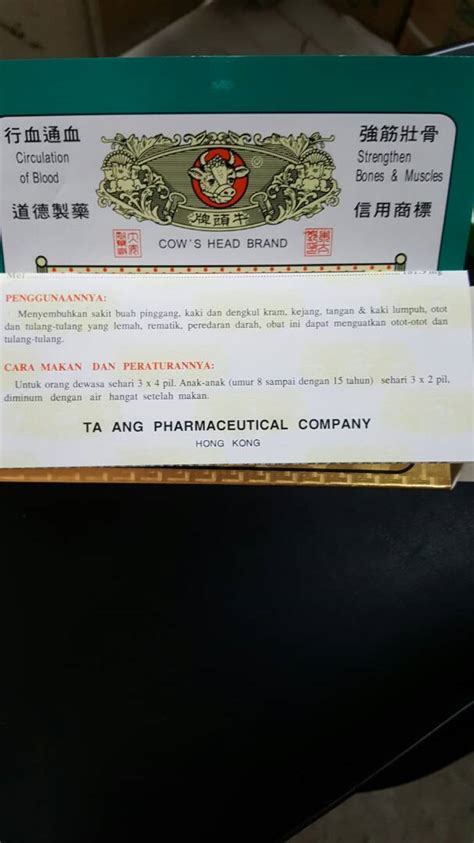 行血通血
Circulation
of Blood
道德製藥
強筋壯骨
Strengthen
Bones & Muscles
信用商標
牌頭牛
®
COW'S HEAD BRAND
PENGGUNAANNYA:
Menyembuhkan sakit buah pinggang, kaki dan dengkul kram, kejang, tangan & kaki lumpuh, otot
dan tulang-tulang yang lemah, rematik, peredaran darah, obat ini dapat menguatkan otot-otot dan
tulang-tulang.
CARA MAKAN DAN PERATURANNYA:
Untuk orang dewasa sehari 3 x 4 pil. Anak-anak (umur 8 sampai dengan 15 tahun) sehari 3 x 2 pil,
diminum dengan air hangat setelah makan.
TA ANG PHARMACEUTICAL COMPANY
HONG KONG